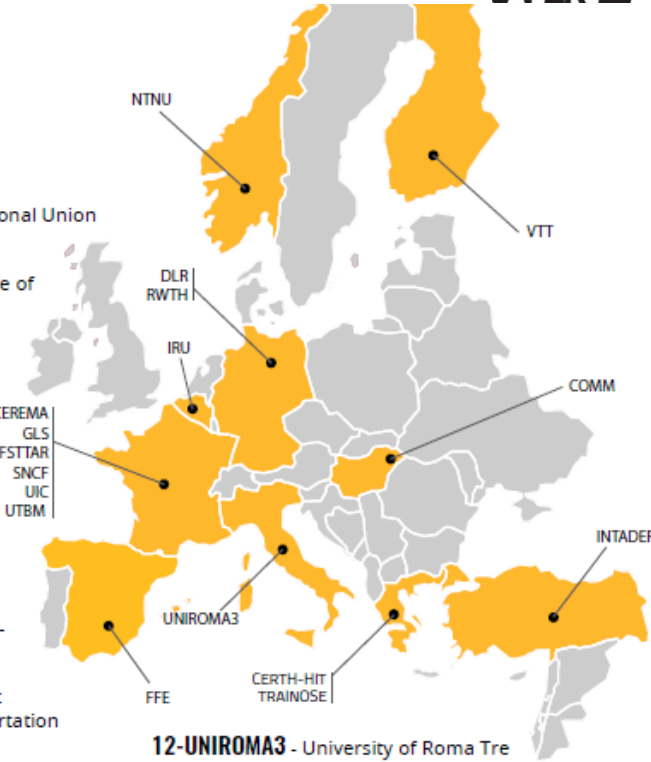 NTNU
onal Union
VTT
e of
DLR
RWTH
IRU
COMM
EREMA
GLS
FSTTAR
SNCF
UIC
UTBM
INTADER
UNIROMA3
CERTH-HIT
TRAINOSE
FFE
rtation
12-UNIROMA3 - University of Roma Tre